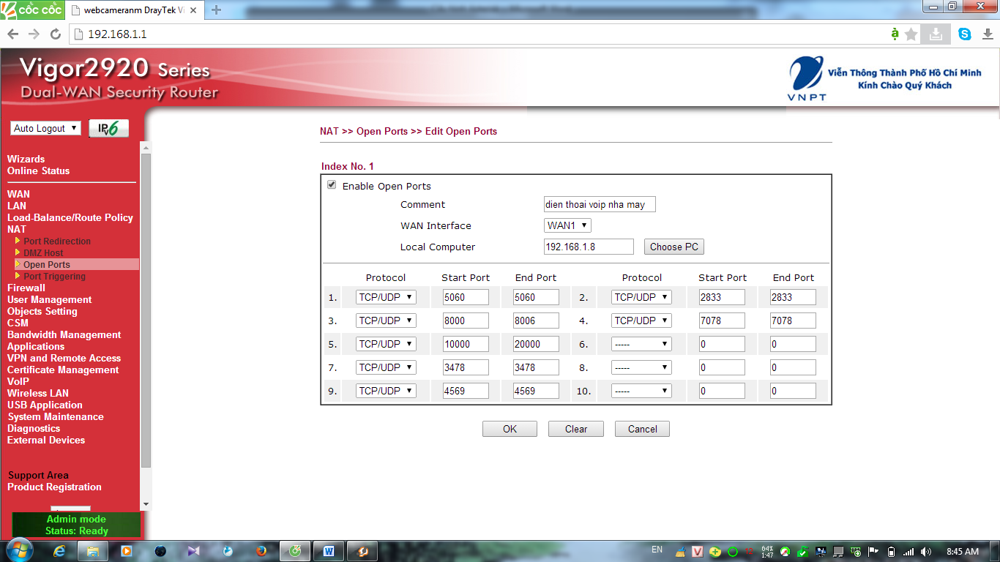 CỐC CỐC
webcameranm DrayTek Vi
192.168.1.1
Vigor2920 Series
Dual-WAN Security Router
VNPT
Viễn Thông Thành Phố Hồ Chí Minh
Kính Chào Quý Khách
Auto Logout
IPv6
Wizards
Online Status
WAN
LAN
Load-Balance/Route Policy
NAT
Port Redirection
DMZ Host
Open Ports
Port Triggering
Firewall
User Management
Objects Setting
CSM
Bandwidth Management
Applications
VPN and Remote Access
Certificate Management
VoIP
Wireless LAN
USB Application
System Maintenance
Diagnostics
External Devices
Support Area
Product Registration
Admin mode
Status: Ready
NAT >> Open Ports >> Edit Open Ports
Index No. 1
Enable Open Ports
Comment dien thoai voip nha may
WAN Interface WAN1
Local Computer 192.168.1.8 Choose PC
Protocol Start Port End Port Protocol Start Port End Port
1. TCP/UDP 5060 5060 2. TCP/UDP 2833 2833
3. TCP/UDP 8000 8006 4. TCP/UDP 7078 7078
5. TCP/UDP 10000 20000 6. ----- 0 0
7. TCP/UDP 3478 3478 8. ----- 0 0
9. TCP/UDP 4569 4569 10. ----- 0 0
OK Clear Cancel
EN
64%
1:47
8:45 AM